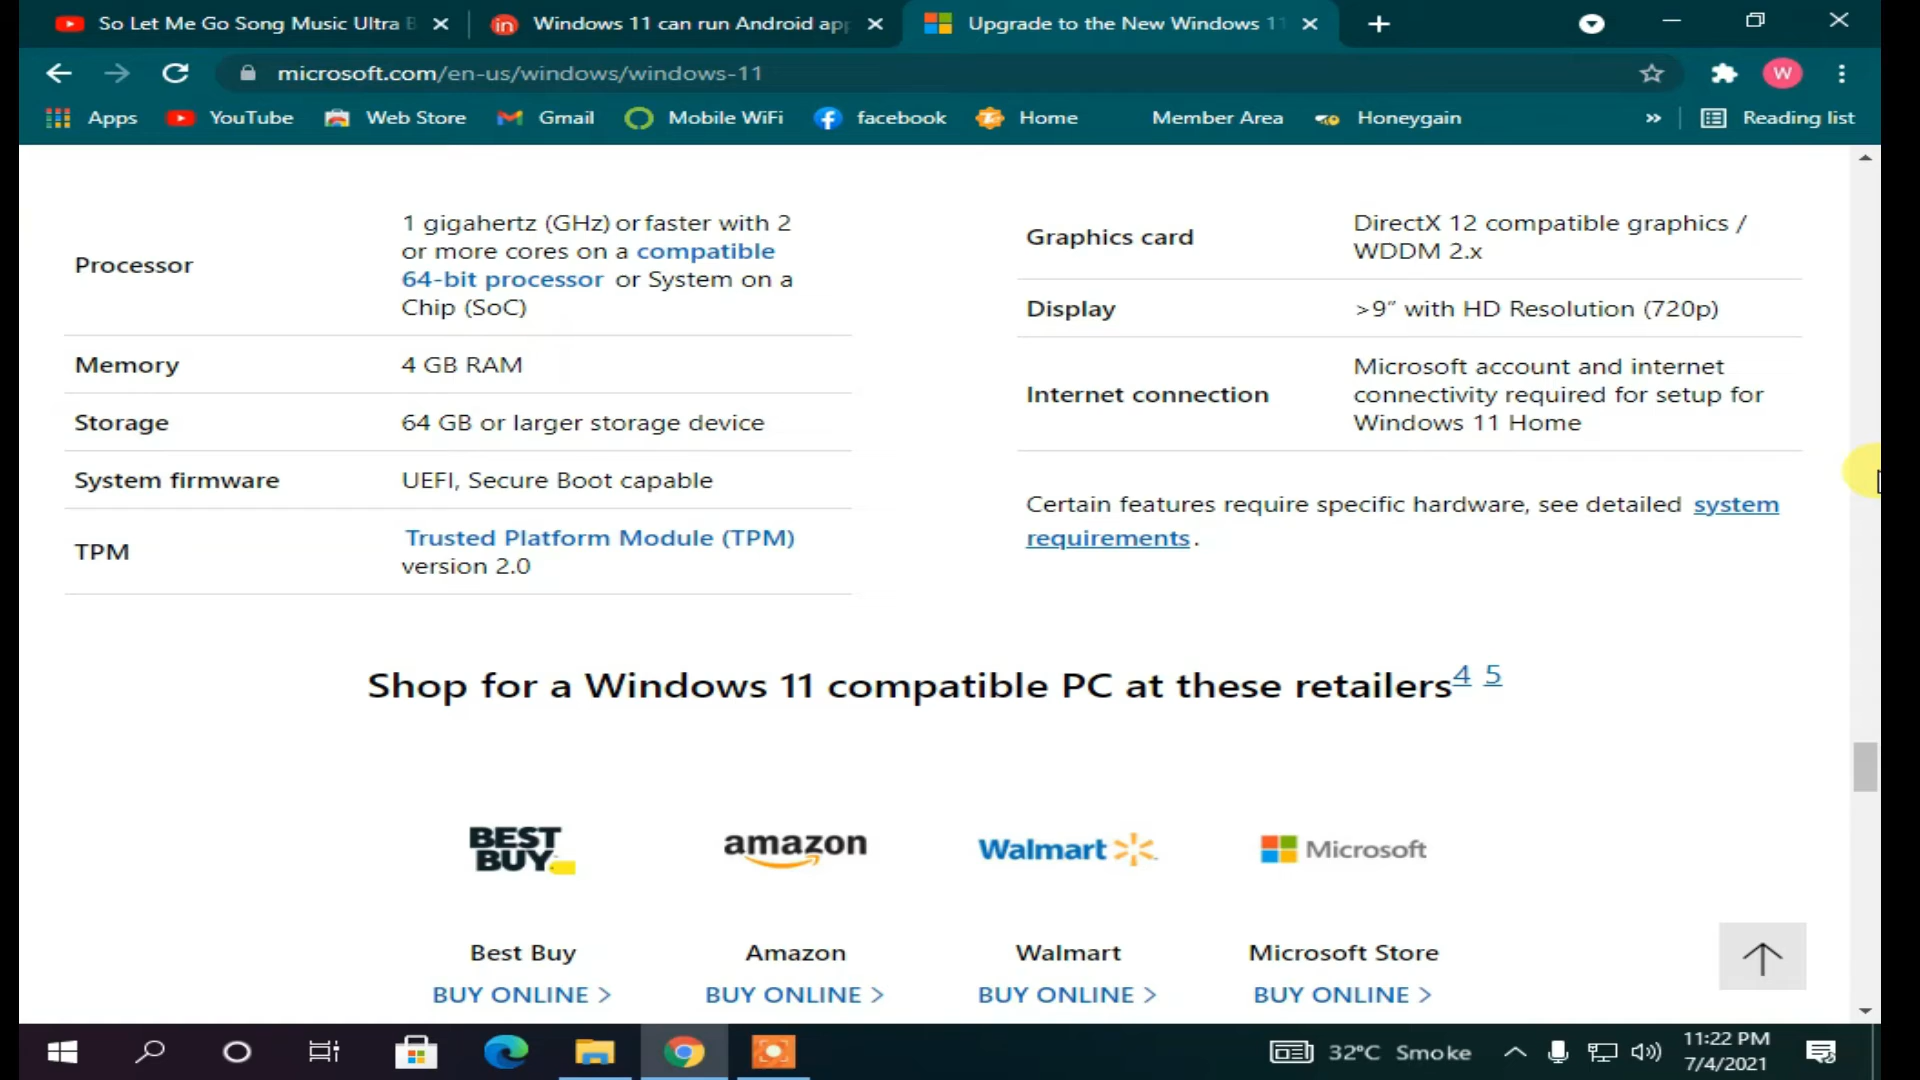 So Let Me Go Song Music Ultra B
Windows 11 can run Android app
Upgrade to the New Windows 11
microsoft.com/en-us/windows/windows-11
W
Apps
YouTube
Web Store
Gmail
Mobile WiFi
facebook
Home
Member Area
Honeygain
»
Reading list
Processor
1 gigahertz (GHz) or faster with 2
or more cores on a compatible
64-bit processor or System on a
Chip (SoC)
Memory
4 GB RAM
Storage
64 GB or larger storage device
System firmware
UEFI, Secure Boot capable
TPM
Trusted Platform Module (TPM)
version 2.0
Graphics card
DirectX 12 compatible graphics /
WDDM 2.x
Display
>9″ with HD Resolution (720p)
Internet connection
Microsoft account and internet
connectivity required for setup for
Windows 11 Home
Certain features require specific hardware, see detailed system
requirements.
Shop for a Windows 11 compatible PC at these retailers 4 5
BEST
BUY
amazon
Walmart
Microsoft
Best Buy
Amazon
Walmart
Microsoft Store
BUY ONLINE >
BUY ONLINE >
BUY ONLINE >
BUY ONLINE >
32°C Smoke
11:22 PM
7/4/2021